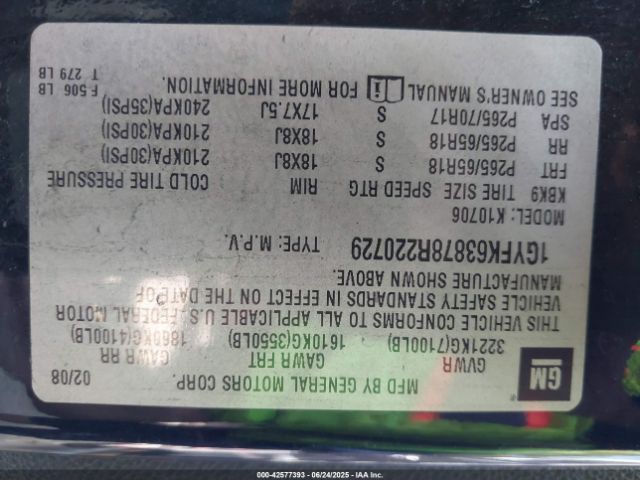 MFD BY GENERAL MOTORS CORP. 02/08
GVWR GAWR FRT GAWR RR
3221KG(7100LB) 1610KG(3550LB) 1860KG(4100LB)
THIS VEHICLE CONFORMS TO ALL APPLICABLE U.S. FEDERAL MOTOR
VEHICLE SAFETY STANDARDS IN EFFECT ON THE DATE OF
MANUFACTURE SHOWN ABOVE.
1GYFK63878R220729 TYPE: M.P.V.
MODEL: K10706
KBK9 TIRE SIZE SPEED RTG RIM COLD TIRE PRESSURE
FRT P265/65R18 S 18X8J 210KPA(30PSI)
RR P265/65R18 S 18X8J 210KPA(30PSI)
SPA P265/70R17 S 17X7.5J 240KPA(35PSI)
SEE OWNER'S MANUAL FOR MORE INFORMATION.
F 506 LB
T 279 LB
GM
000-42577393 - 06/24/2025 - IAA Inc.